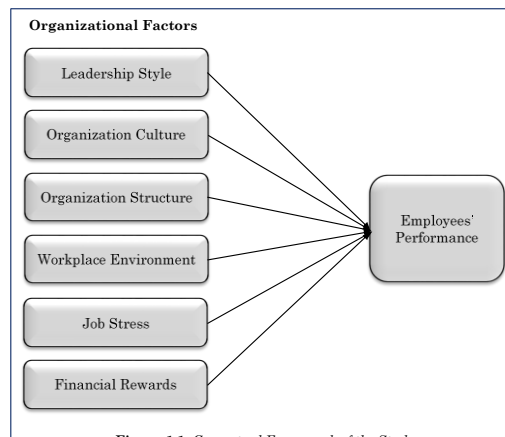 Organizational Factors
Leadership Style
Organization Culture
Organization Structure
Workplace Environment
Job Stress
Financial Rewards
Employees'
Performance